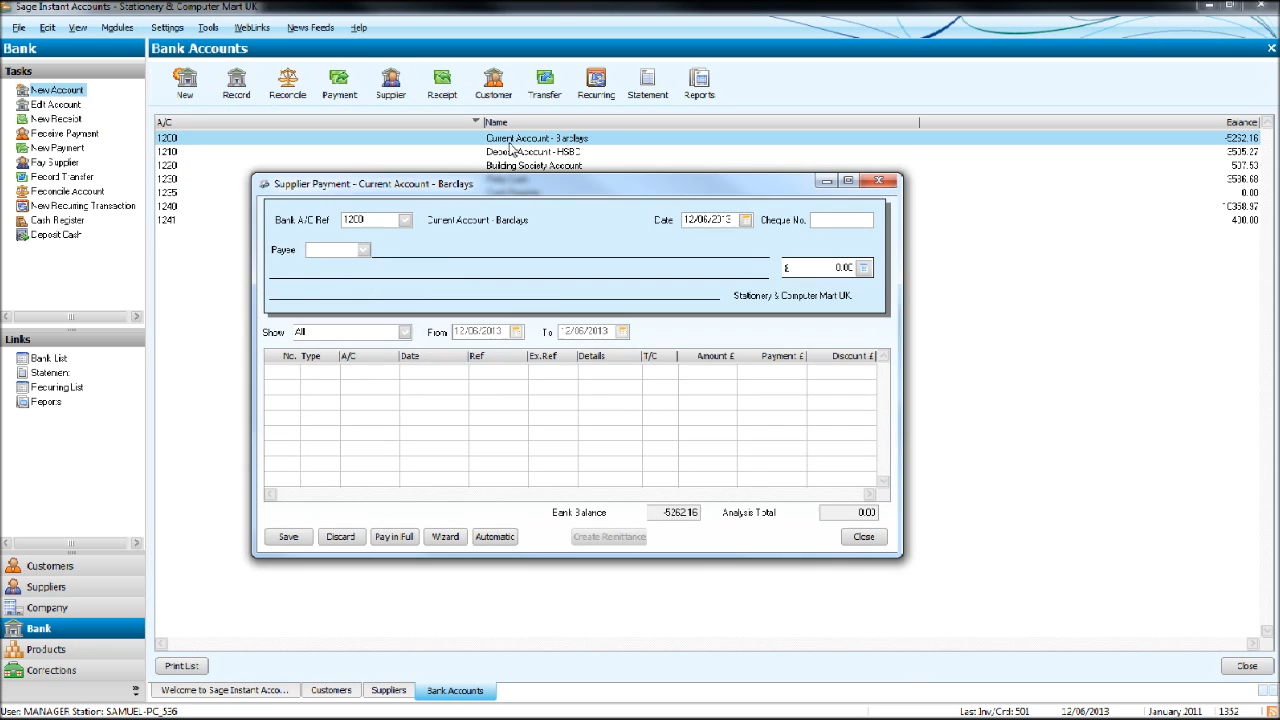 Sage Instant Accounts - Stationery & Computer Mart UK
File Edit View Modules Settings Tools WebLinks News Feeds Help
Bank
Bank Accounts
Tasks
New Account
Edit Account
New Receipt
Receive Payment
New Payment
Pay Supplier
Record Transfer
Reconcile Account
New Recurring Transaction
Cash Register
Deposit Cash
New Record Reconcile Payment Supplier Receipt Customer Transfer Recurring Statement Reports
A/C Name Balance
1200 Current Account - Barclays -5262.16
1210 Deposit Account - HSBC 3505.27
1220 Building Society Account 507.53
1230 3536.68
1235 0.00
1240 10358.97
1241 400.00
Supplier Payment - Current Account - Barclays
Bank A/C Ref 1200 Current Account - Barclays Date 12/06/2013 Cheque No.
Payee
£ 0.00
Stationery & Computer Mart UK.
Show All From 12/06/2013 To 12/06/2013
No. Type A/C Date Ref Ex.Ref Details T/C Amount £ Payment £ Discount £
Bank Balance -5262.16 Analysis Total 0.00
Save Discard Pay in Full Wizard Automatic Create Remittance Close
Links
Bank List
Statement
Recurring List
Reports
Customers
Suppliers
Company
Bank
Products
Corrections
Print List Close
Welcome to Sage Instant Acco... Customers Suppliers Bank Accounts
User: MANAGER Station: SAMUEL-PC_536 Last Inv/Crd: 501 12/06/2013 January 2011 1352